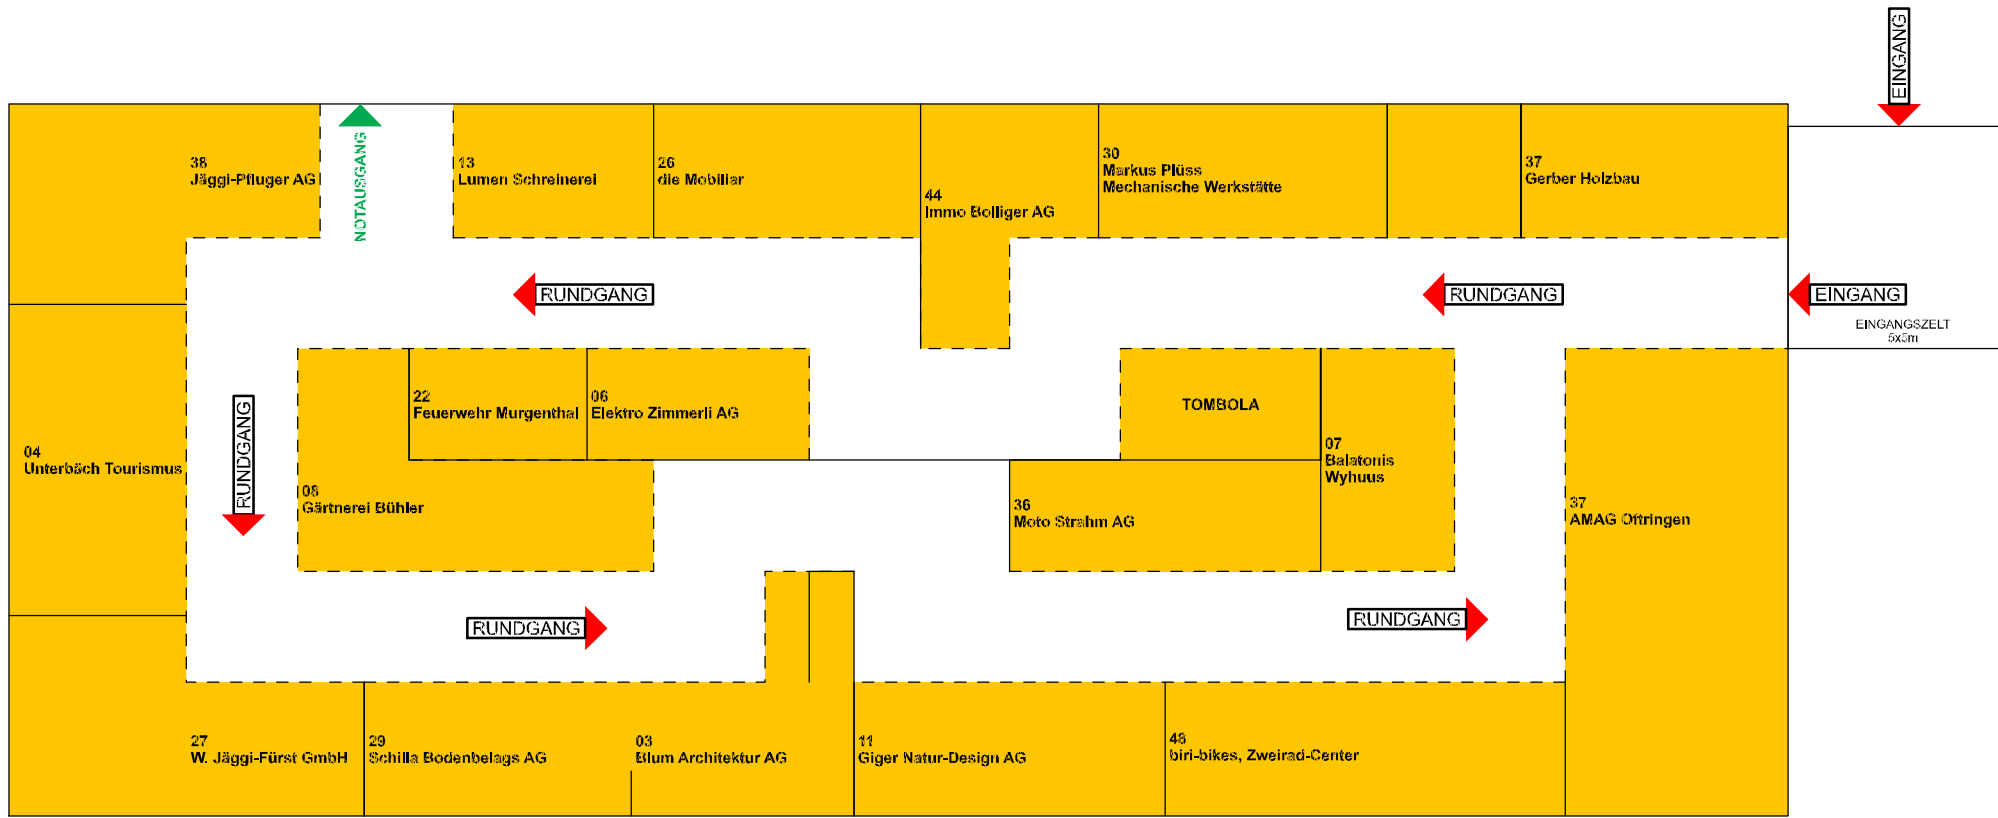 EINGANG
38
Jäggi-Pfluger AG
NOTAUSGANG
13
Lumen Schreinerei
26
die Mobiliar
44
Immo Bolliger AG
30
Markus Plüss
Mechanische Werkstätte
37
Gerber Holzbau
RUNDGANG
RUNDGANG
EINGANG
EINGANGSZELT
5x5m
04
Unterbäch Tourismus
RUNDGANG
22
Feuerwehr Murgenthal
06
Elektro Zimmerli AG
08
Gärtnerei Bühler
TOMBOLA
07
Balatonis
Wyhuus
36
Moto Strahm AG
37
AMAG Oftringen
RUNDGANG
RUNDGANG
27
W. Jäggi-Fürst GmbH
29
Schilla Bodenbelags AG
03
Blum Architektur AG
11
Giger Natur-Design AG
48
biri-bikes, Zweirad-Center